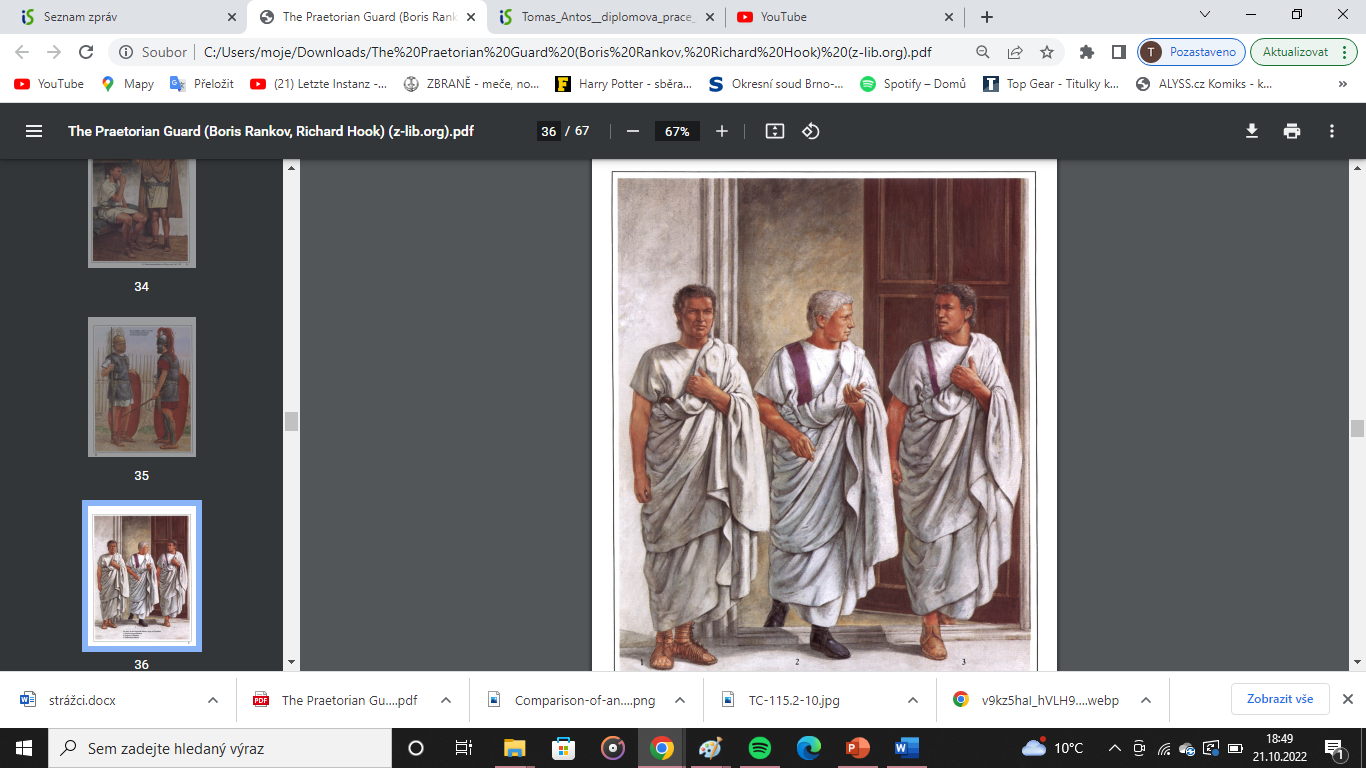 Seznam zpráv
The Praetorian Guard (Boris Rank
Tomas_Antos__diplomova_prace_
YouTube
Soubor
C:/Users/moje/Downloads/The%20Praetorian%20Guard%20(Boris%20Rankov,%20Richard%20Hook)%20(z-lib.org).pdf
T
Pozastaveno
Aktualizovat
YouTube
Mapy
Přeložit
(21) Letzte Instanz -...
ZBRANĚ - meče, no...
Harry Potter - sběra...
Okresní soud Brno-...
Spotify – Domů
Top Gear - Titulky k...
ALYSS.cz Komiks - k...
The Praetorian Guard (Boris Rankov, Richard Hook) (z-lib.org).pdf
36 / 67
67%
34
35
36
1
2
3
strážci.docx
The Praetorian Gu....pdf
Comparison-of-an....png
TC-115.2-10.jpg
v9kz5hal_hVLH9....webp
Zobrazit vše
Sem zadejte hledaný výraz
10°C
18:49
21.10.2022
1